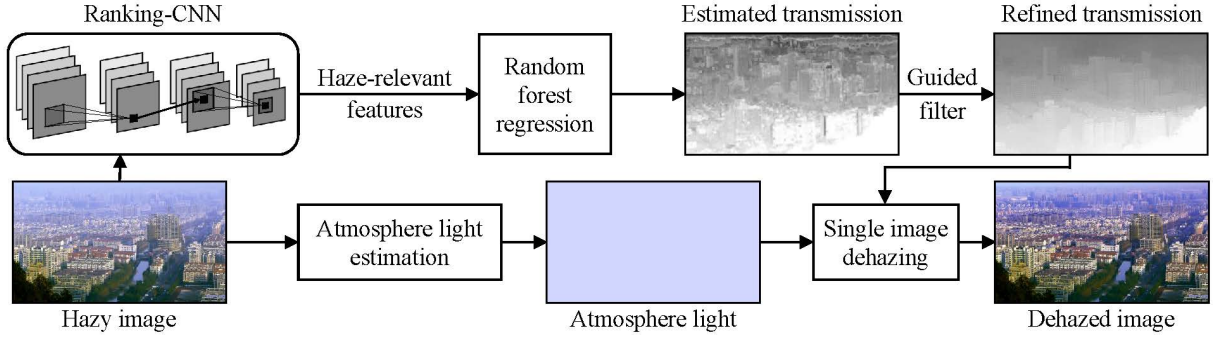 Ranking-CNN
Estimated transmission
Refined transmission
Haze-relevant
features
Random
forest
regression
Guided
filter
Atmosphere light
estimation
Single image
dehazing
Hazy image
Atmosphere light
Dehazed image